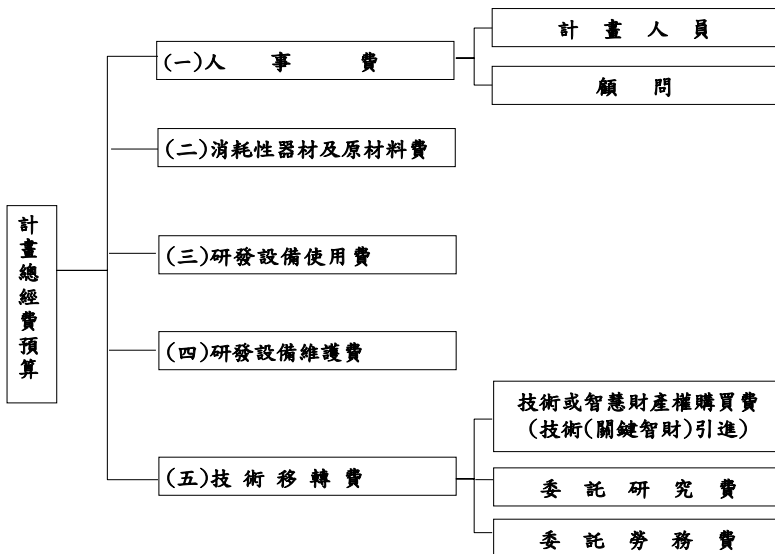 計畫總經費預算
(一)人事費
計畫人員
顧問
(二)消耗性器材及原材料費
(三)研發設備使用費
(四)研發設備維護費
(五)技術移轉費
技術或智慧財產權購買費
(技術(關鍵智財)引進)
委託研究費
委託勞務費